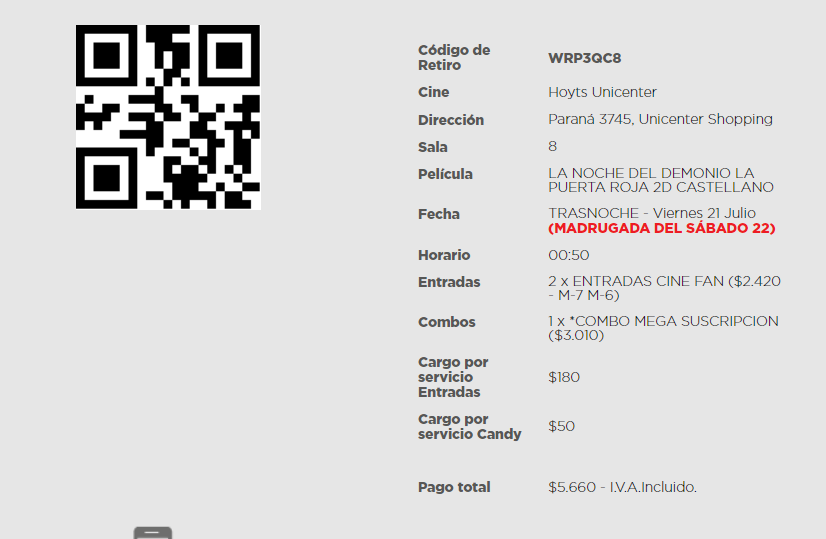 Código de
Retiro
WRP3QC8
Cine
Hoyts Unicenter
Dirección
Paraná 3745, Unicenter Shopping
Sala
8
Película
LA NOCHE DEL DEMONIO LA
PUERTA ROJA 2D CASTELLANO
Fecha
TRASNOCHE - Viernes 21 Julio
(MADRUGADA DEL SÁBADO 22)
Horario
00:50
Entradas
2 x ENTRADAS CINE FAN ($2.420
- M-7 M-6)
Combos
1 x *COMBO MEGA SUSCRIPCION
($3.010)
Cargo por
servicio
Entradas
$180
Cargo por
servicio Candy
$50
Pago total
$5.660 - I.V.A.Incluido.